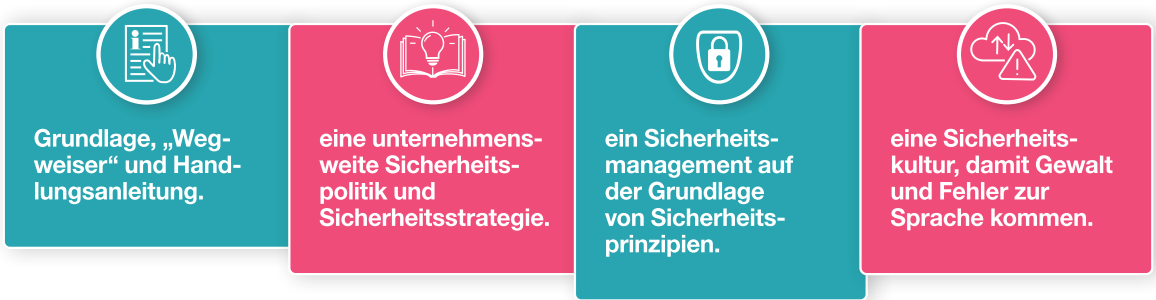 Grundlage, „Weg-
weiser“ und Hand-
lungsanleitung.
eine unternehmens-
weite Sicherheits-
politik und
Sicherheitsstrategie.
ein Sicherheits-
management auf
der Grundlage
von Sicherheits-
prinzipien.
eine Sicherheits-
kultur, damit Gewalt
und Fehler zur
Sprache kommen.